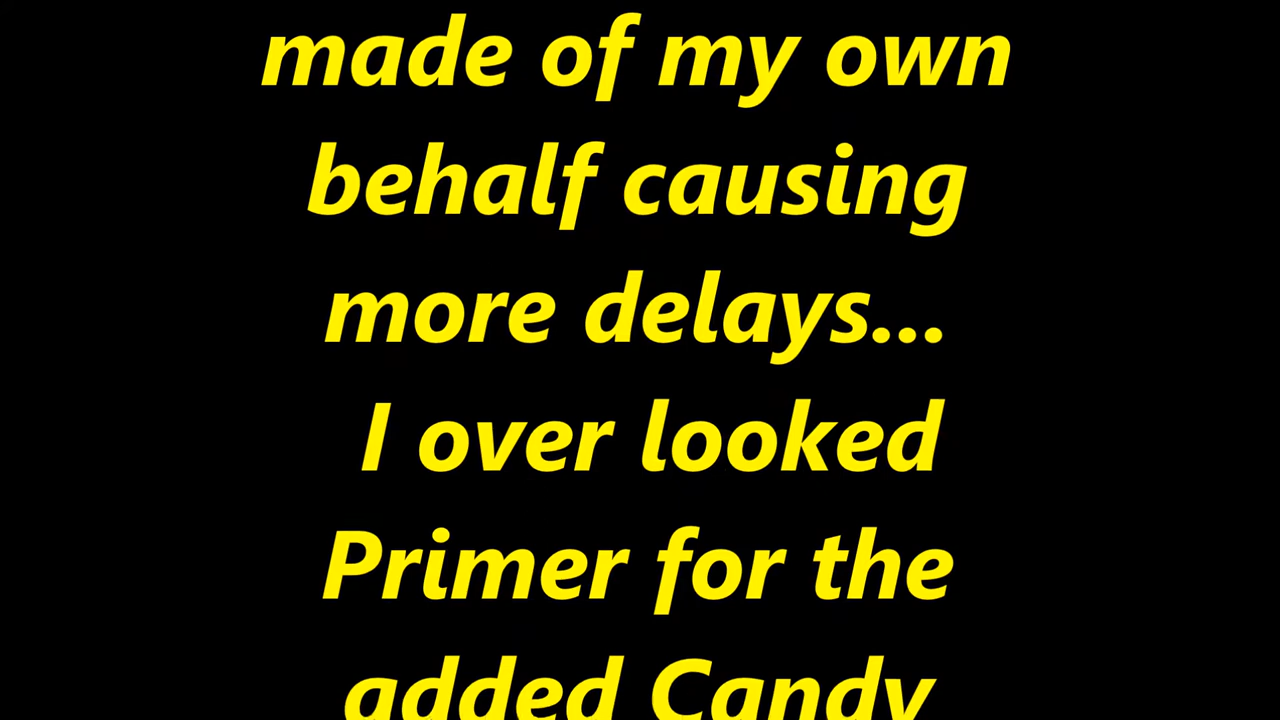 made of my own
behalf causing
more delays...
I over looked
Primer for the
added Candy